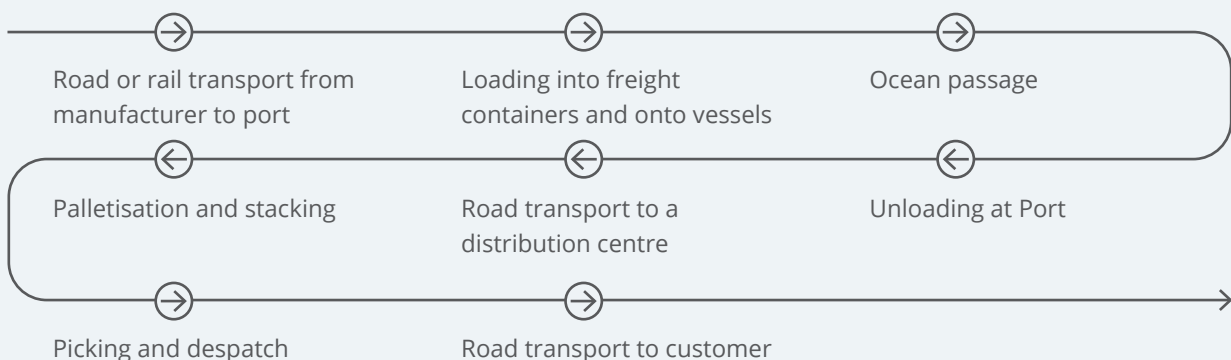 Road or rail transport from
manufacturer to port
Loading into freight
containers and onto vessels
Ocean passage
Unloading at Port
Road transport to a
distribution centre
Palletisation and stacking
Picking and despatch
Road transport to customer